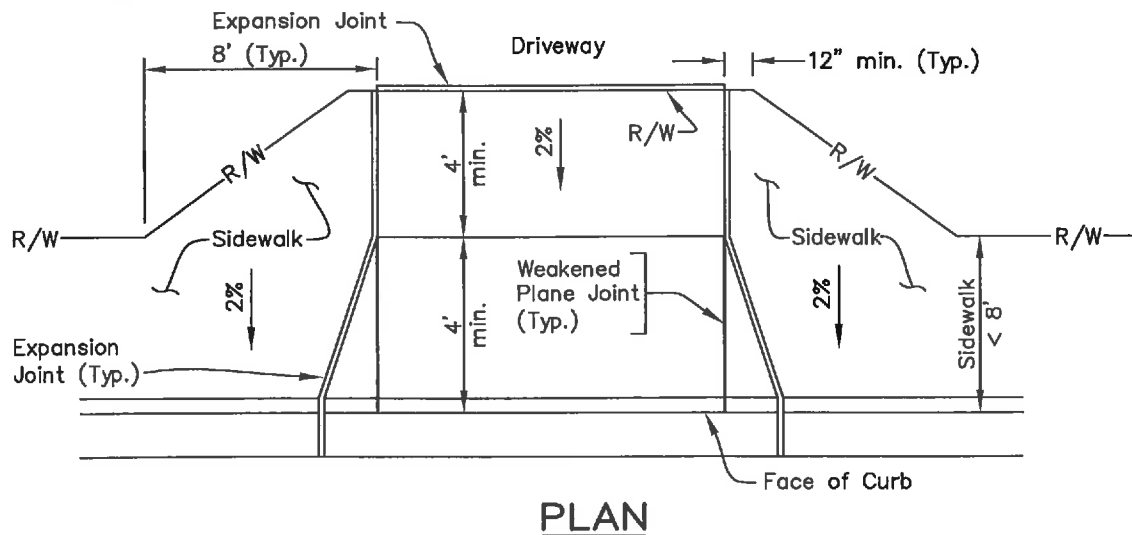 Expansion Joint
8' (Typ.)
Driveway
12" min. (Typ.)
R/W
4'
min.
2%
R/W
R/W
R/W
Sidewalk
Sidewalk
R/W
2%
Weakened
Plane Joint
(Typ.)
4'
min.
2%
Sidewalk
< 8'
Expansion
Joint (Typ.)
Face of Curb
PLAN